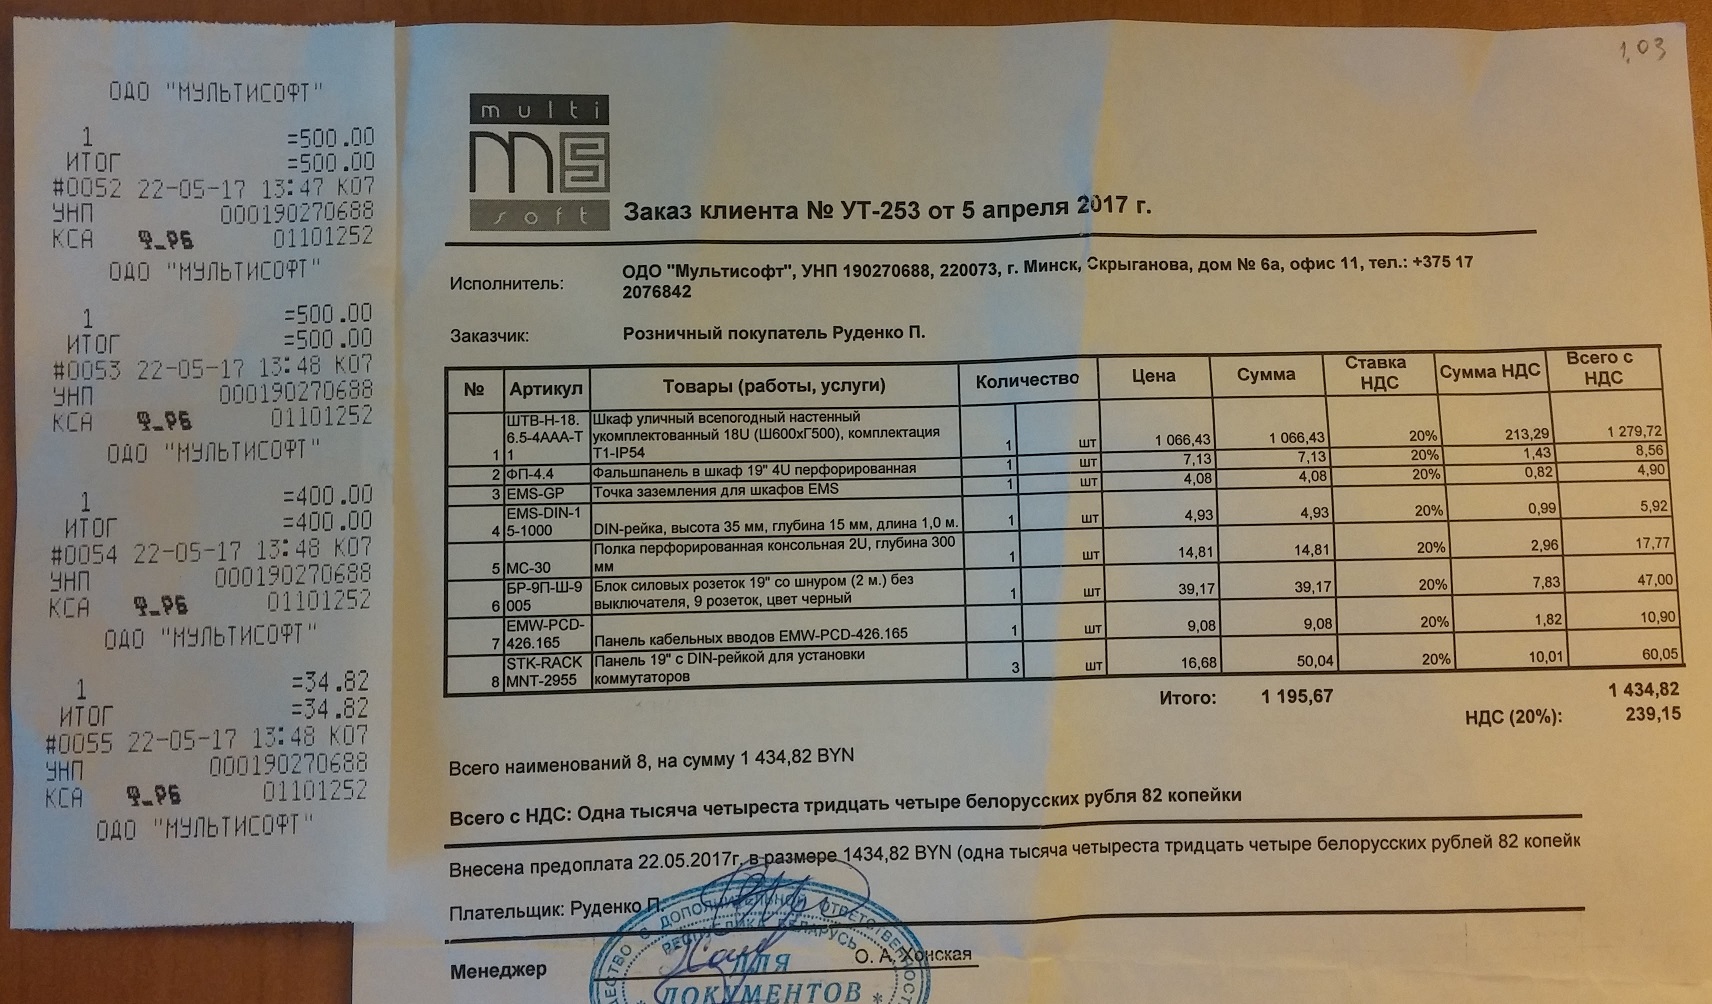 ОДО "МУЛЬТИСОФТ"
1 =500.00
ИТОГ =500.00
#0052 22-05-17 13:47 К07
УНП 000190270688
КСА 01101252
ОДО "МУЛЬТИСОФТ"
1 =500.00
ИТОГ =500.00
#0053 22-05-17 13:48 К07
УНП 000190270688
КСА 01101252
ОДО "МУЛЬТИСОФТ"
1 =400.00
ИТОГ =400.00
#0054 22-05-17 13:48 К07
УНП 000190270688
КСА 01101252
ОДО "МУЛЬТИСОФТ"
1 =34.82
ИТОГ =34.82
#0055 22-05-17 13:48 К07
УНП 000190270688
КСА 01101252
ОДО "МУЛЬТИСОФТ"
1,03
multi
ms
soft
Заказ клиента № УТ-253 от 5 апреля 2017 г.
Исполнитель: ОДО "Мультисофт", УНП 190270688, 220073, г. Минск, Скрыганова, дом № 6а, офис 11, тел.: +375 17
2076842
Заказчик: Розничный покупатель Руденко П.
№ Артикул Товары (работы, услуги) Количество Цена Сумма Ставка НДС Сумма НДС Всего с НДС
ШТВ-Н-18. Шкаф уличный всепогодный настенный
6.5-4ААА-Т укомплектованный 18U (Ш600хГ500), комплектация
1 1 Т1-IP54 1 шт 1 066,43 1 066,43 20% 213,29 1 279,72
2 ФП-4.4 Фальшпанель в шкаф 19" 4U перфорированная 1 шт 7,13 7,13 20% 1,43 8,56
3 EMS-GP Точка заземления для шкафов EMS 1 шт 4,08 4,08 20% 0,82 4,90
EMS-DIN-1
4 5-1000 DIN-рейка, высота 35 мм, глубина 15 мм, длина 1,0 м. 1 шт 4,93 4,93 20% 0,99 5,92
Полка перфорированная консольная 2U, глубина 300
5 МС-30 мм 1 шт 14,81 14,81 20% 2,96 17,77
БР-9П-Ш-9 Блок силовых розеток 19" со шнуром (2 м.) без
6 005 выключателя, 9 розеток, цвет черный 1 шт 39,17 39,17 20% 7,83 47,00
EMW-PCD-
7 426.165 Панель кабельных вводов EMW-PCD-426.165 1 шт 9,08 9,08 20% 1,82 10,90
STK-RACK Панель 19" с DIN-рейкой для установки
8 MNT-2955 коммутаторов 3 шт 16,68 50,04 20% 10,01 60,05
Итого: 1 195,67 1 434,82
НДС (20%): 239,15
Всего наименований 8, на сумму 1 434,82 BYN
Всего с НДС: Одна тысяча четыреста тридцать четыре белорусских рубля 82 копейки
Внесена предоплата 22.05.2017г. в размере 1434,82 BYN (одна тысяча четыреста тридцать четыре белорусских рублей 82 копейк
Плательщик: Руденко П.
Менеджер О. А. Хонская
ДОПОЛНИТЕЛЬНОЙ ОТВЕТСТВЕННОСТ
РЕСПУБЛИКА БЕЛАРУСЬ
ДЛЯ
ДОКУМЕНТОВ